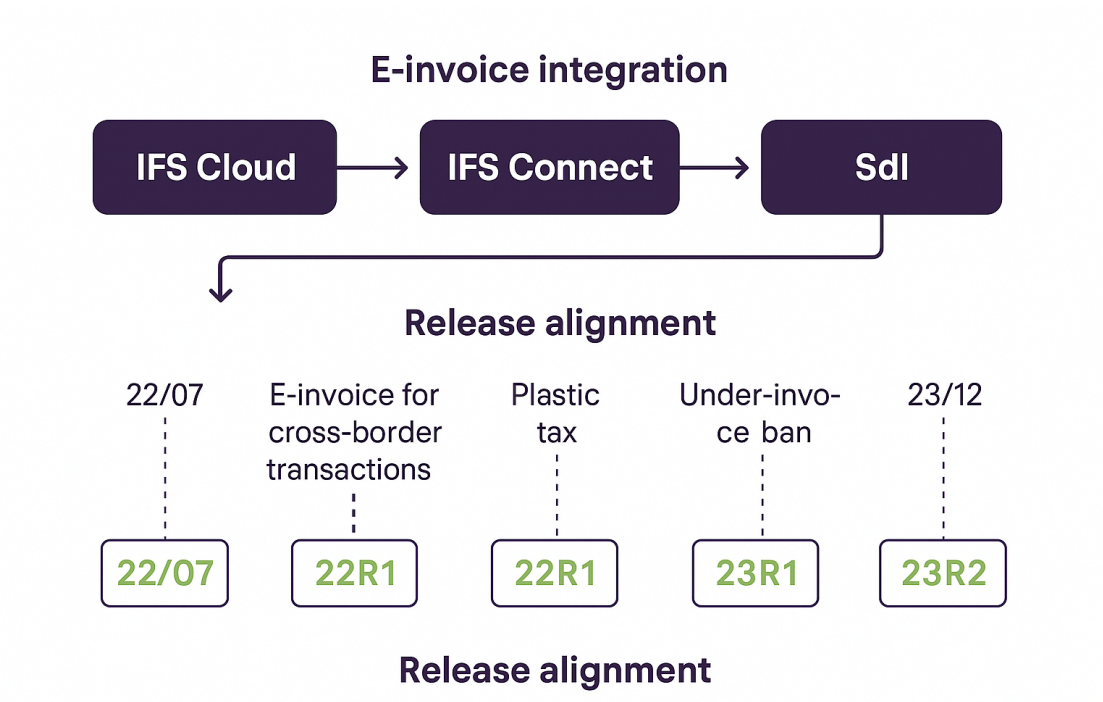 E-invoice integration
IFS Cloud
IFS Connect
SdI
Release alignment
22/07
E-invoice for
cross-border
transactions
Plastic
tax
Under-invo-
ce ban
23/12
22/07
22R1
22R1
23R1
23R2
Release alignment